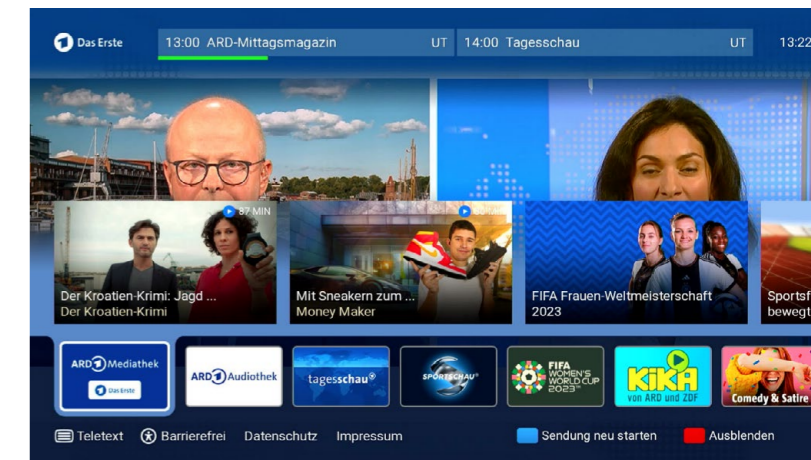 Das Erste
13:00 ARD-Mittagsmagazin UT
14:00 Tagesschau UT
13:22
87 MIN
Der Kroatien-Krimi: Jagd ...
Der Kroatien-Krimi
Mit Sneakern zum ...
Money Maker
FIFA Frauen-Weltmeisterschaft
2023
Sportsf
bewegt
ARD 1 Mediathek
Das Erste
ARD 1 Audiothek
tagesschau
SPORTSCHAU
FIFA
WOMEN'S
WORLD CUP
2023
KiKA
von ARD und ZDF
Comedy & Satire
Teletext
Barrierefrei
Datenschutz
Impressum
Sendung neu starten
Ausblenden